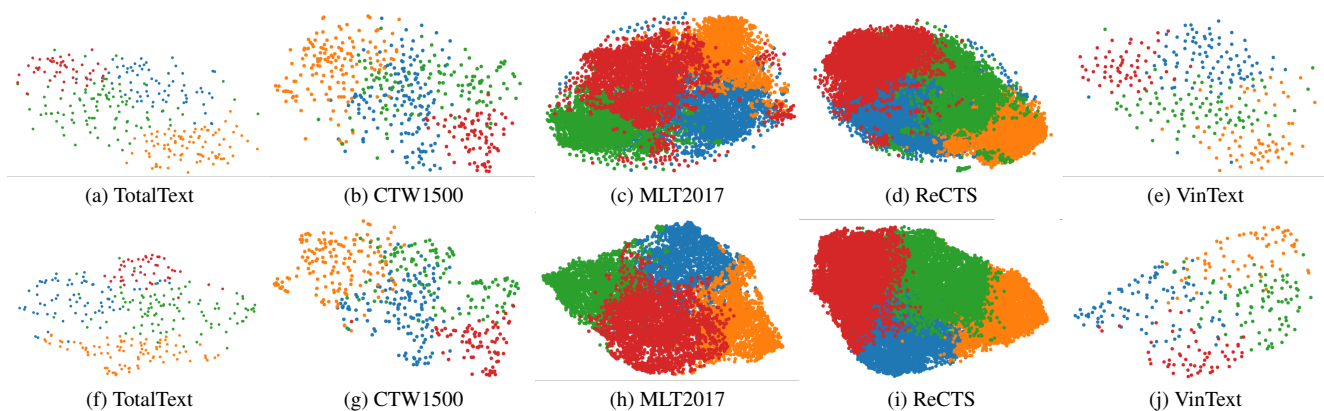 (a) TotalText
(b) CTW1500
(c) MLT2017
(d) ReCTS
(e) VinText
(f) TotalText
(g) CTW1500
(h) MLT2017
(i) ReCTS
(j) VinText